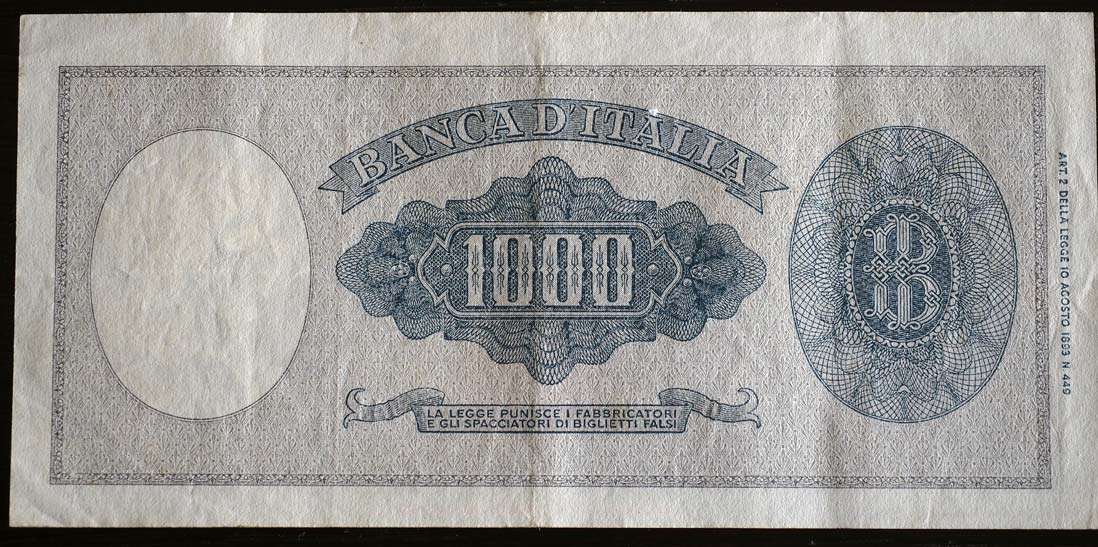 BANCA D'ITALIA
1000
LA LEGGE PUNISCE I FABBRICATORI
E GLI SPACCIATORI DI BIGLIETTI FALSI
B
ART. 2 DELLA LEGGE 10 AGOSTO 1893 N 449